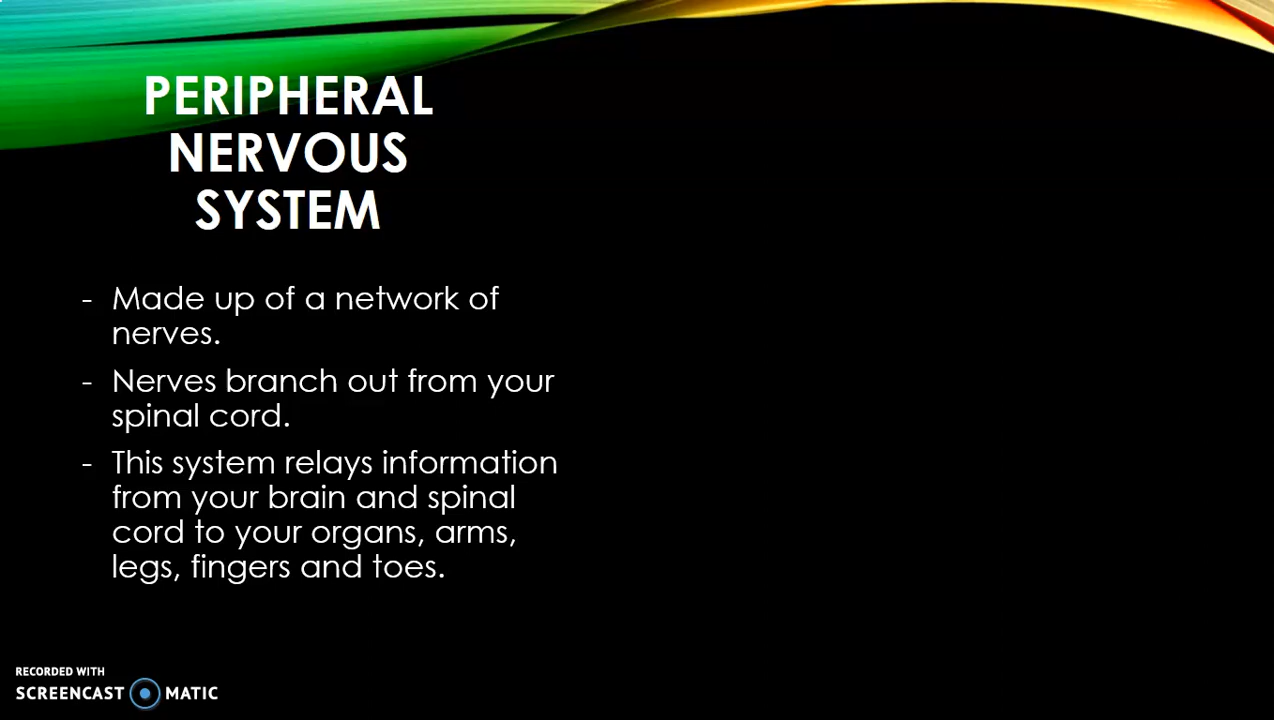 PERIPHERAL
NERVOUS
SYSTEM
- Made up of a network of
nerves.
- Nerves branch out from your
spinal cord.
- This system relays information
from your brain and spinal
cord to your organs, arms,
legs, fingers and toes.
RECORDED WITH
SCREENCAST MATIC